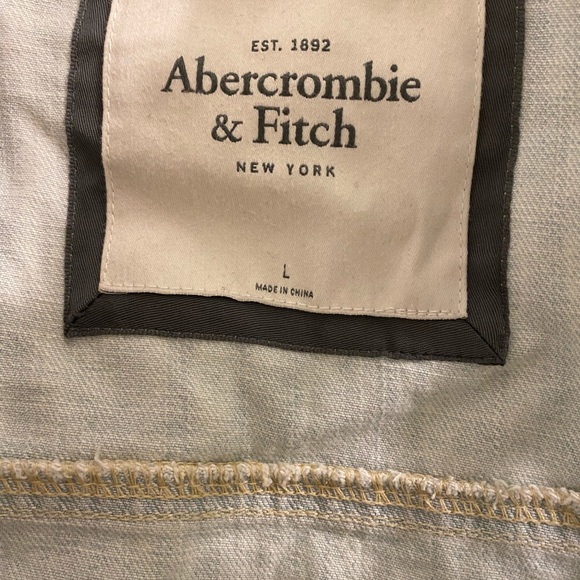 EST. 1892
Abercrombie
& Fitch
NEW YORK
L
MADE IN CHINA